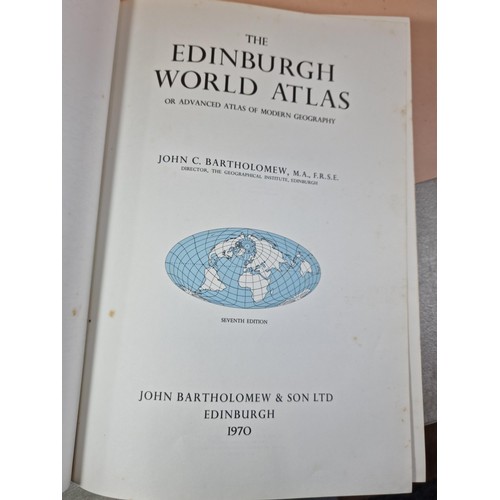 THE
EDINBURGH
WORLD ATLAS
OR ADVANCED ATLAS OF MODERN GEOGRAPHY
JOHN C. BARTHOLOMEW, M.A., F.R.S.E.
DIRECTOR, THE GEOGRAPHICAL INSTITUTE, EDINBURGH
SEVENTH EDITION
JOHN BARTHOLOMEW & SON LTD
EDINBURGH
1970